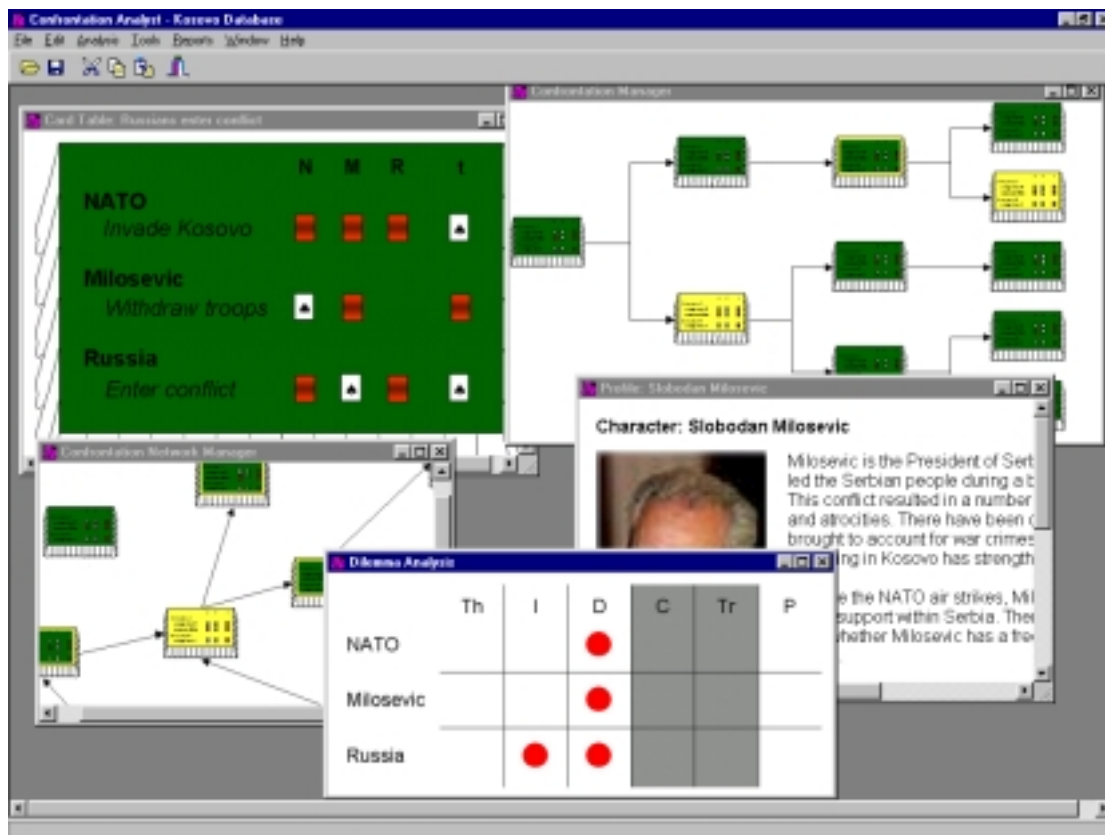 Confrontation Analyst - Kosovo Database
File Edit Analysis Tools Reports Window Help
Card Table: Russians enter conflict
N M R t
NATO
Invade Kosovo
Milosevic
Withdraw troops
Russia
Enter conflict
Confrontation Manager
Confrontation Network Manager
Profile: Slobodan Milosevic
Character: Slobodan Milosevic
Milosevic is the President of Serb
led the Serbian people during a b
This conflict resulted in a number
and atrocities. There have been
brought to account for war crimes
ing in Kosovo has strength
e the NATO air strikes, Mil
support within Serbia. Ther
whether Milosevic has a fre
Dilemma Analysis
Th I D C Tr P
NATO
Milosevic
Russia